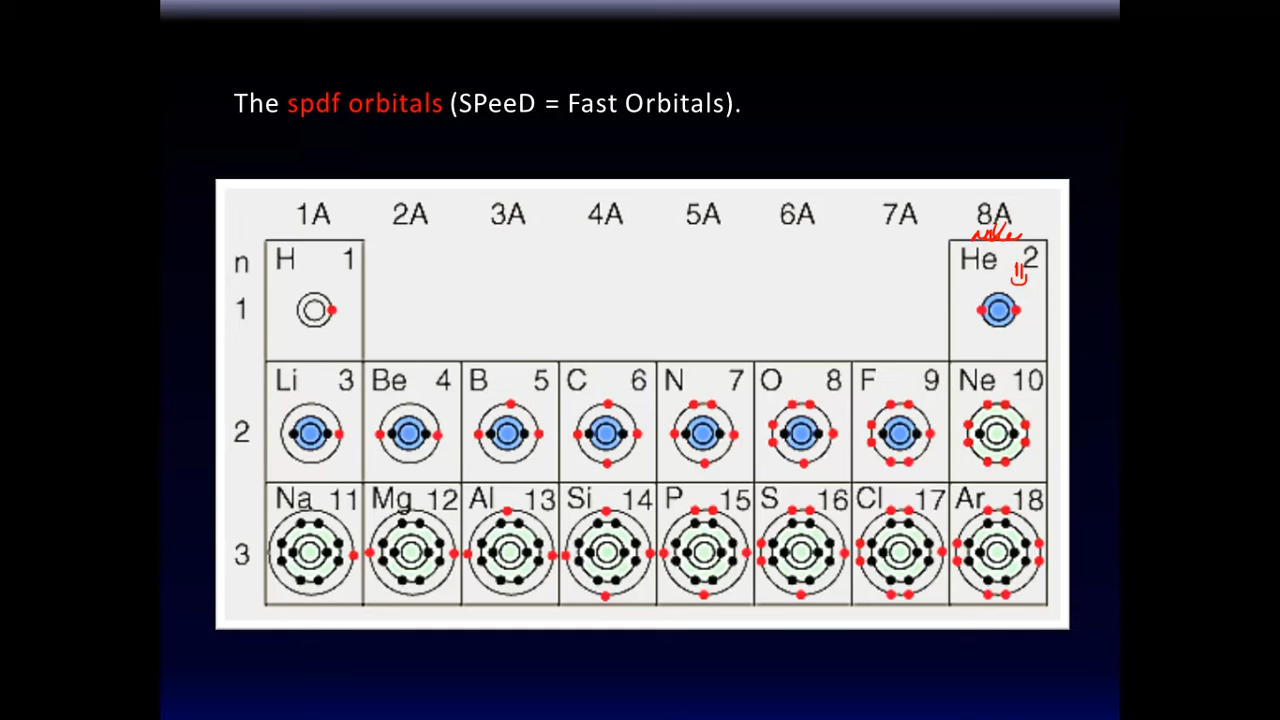 The spdf orbitals (SPeeD = Fast Orbitals).
1A 2A 3A 4A 5A 6A 7A 8A
n H 1 He 2
1
Li 3 Be 4 B 5 C 6 N 7 O 8 F 9 Ne 10
2
Na 11 Mg 12 Al 13 Si 14 P 15 S 16 Cl 17 Ar 18
3